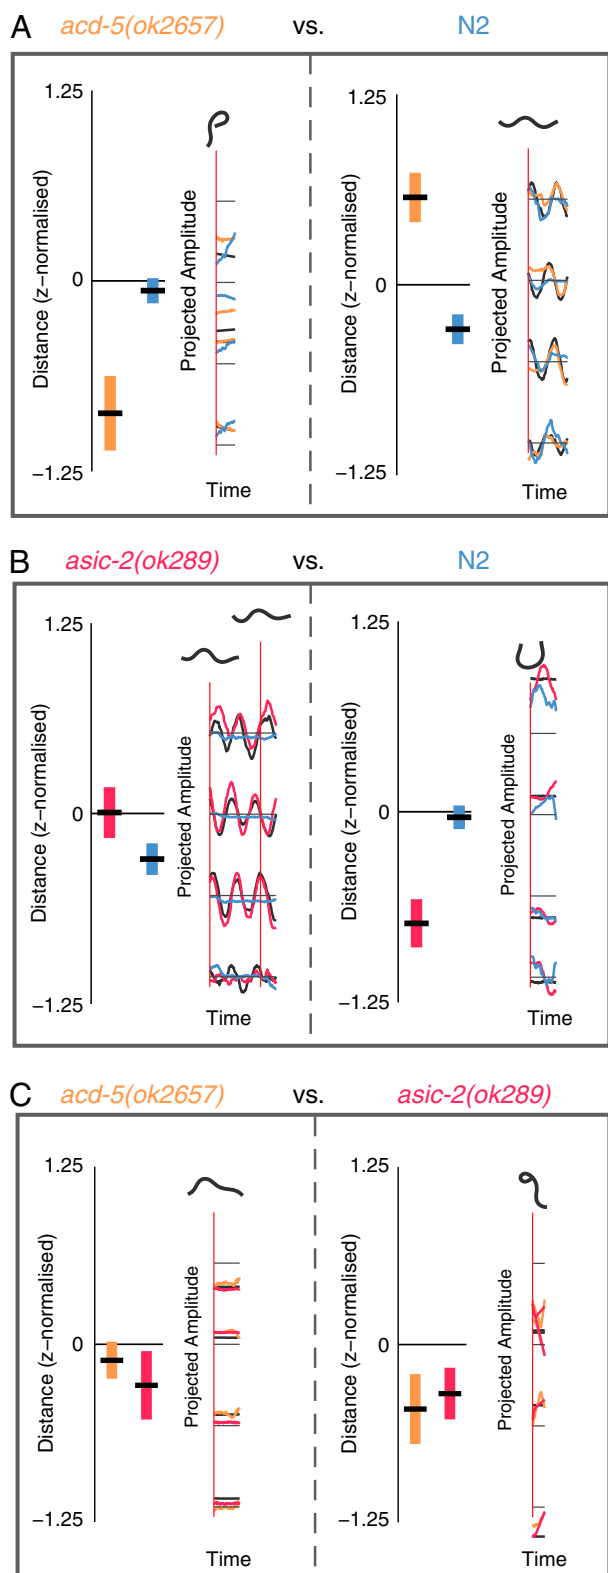 A acd-5(ok2657) vs. N2
1.25
0
−1.25
Distance (z−normalised)
Projected Amplitude
Time
1.25
0
−1.25
Distance (z−normalised)
Projected Amplitude
Time
B asic-2(ok289) vs. N2
1.25
0
−1.25
Distance (z−normalised)
Projected Amplitude
Time
1.25
0
−1.25
Distance (z−normalised)
Projected Amplitude
Time
C acd-5(ok2657) vs. asic-2(ok289)
1.25
0
−1.25
Distance (z−normalised)
Projected Amplitude
Time
1.25
0
−1.25
Distance (z−normalised)
Projected Amplitude
Time